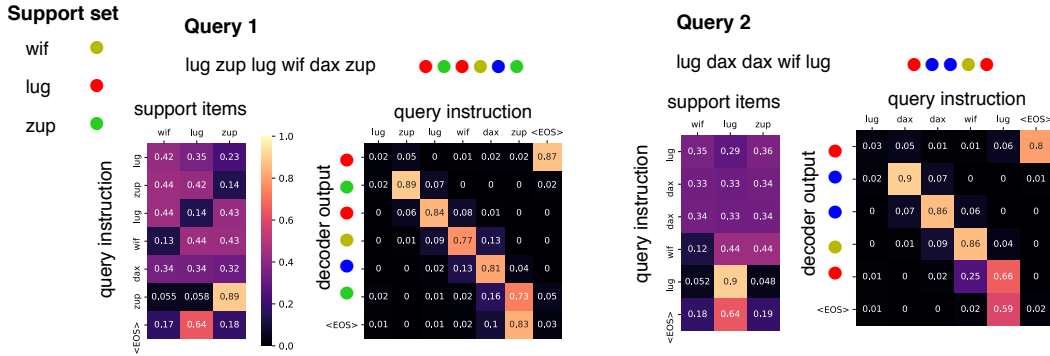 Support set
wif
lug
zup
Query 1
lug zup lug wif dax zup
support items
wif lug zup
query instruction
lug 0.42 0.35 0.23
zup 0.44 0.42 0.14
lug 0.44 0.14 0.43
wif 0.13 0.44 0.43
dax 0.34 0.34 0.32
zup 0.055 0.058 0.89
<EOS> 0.17 0.64 0.18
1.0
0.8
0.6
0.4
0.2
0.0
query instruction
lug zup lug wif dax zup <EOS>
decoder output
0.02 0.05 0 0.01 0.02 0.02 0.87
0.02 0.89 0.07 0 0 0 0.02
0 0.06 0.84 0.08 0.01 0 0
0 0.01 0.09 0.77 0.13 0 0
0 0 0.02 0.13 0.81 0.04 0
0.02 0 0 0.02 0.16 0.73 0.05
<EOS> 0.01 0 0.01 0.02 0.1 0.83 0.03
Query 2
lug dax dax wif lug
support items
wif lug zup
query instruction
lug 0.35 0.29 0.36
dax 0.33 0.33 0.34
dax 0.34 0.33 0.34
wif 0.12 0.44 0.44
lug 0.052 0.9 0.048
<EOS> 0.18 0.64 0.19
query instruction
lug dax dax wif lug <EOS>
decoder output
0.03 0.05 0.01 0.01 0.06 0.8
0 0.9 0.07 0 0 0.01
0 0.07 0.86 0.06 0 0
0 0.01 0.09 0.86 0.04 0
0.01 0 0 0.25 0.66 0.01
<EOS> 0.01 0 0 0.02 0.59 0.02